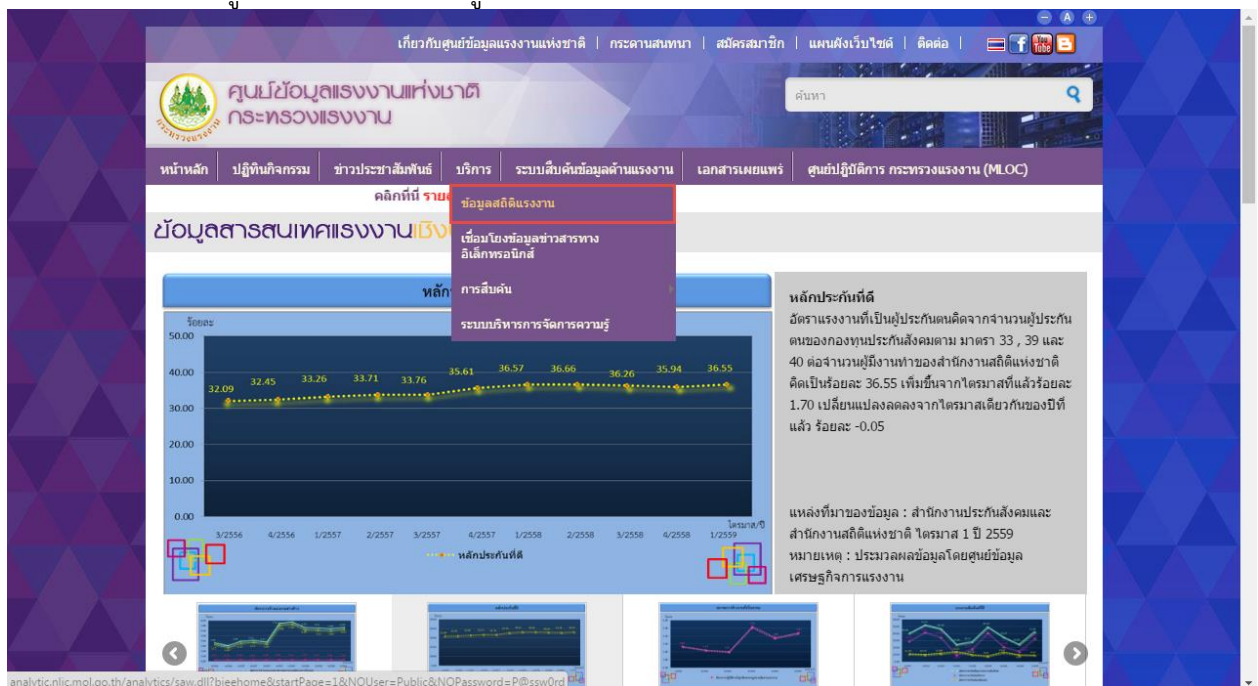 A
เกี่ยวกับศูนย์ข้อมูลแรงงานแห่งชาติ | กระดานสนทนา | สมัครสมาชิก | แผนผังเว็บไซต์ | ติดต่อ |
ศูนย์ข้อมูลแรงงานแห่งชาติ
กระทรวงแรงงาน
ค้นหา
หน้าหลัก ปฏิทินกิจกรรม ข่าวประชาสัมพันธ์ บริการ ระบบสืบค้นข้อมูลด้านแรงงาน เอกสารเผยแพร่ ศูนย์ปฏิบัติการ กระทรวงแรงงาน (MLOC)
คลิกที่นี่
ข้อมูลสถิติแรงงาน
เชื่อมโยงข้อมูลข่าวสารทาง
อิเล็กทรอนิกส์
การสืบค้น
ระบบบริหารการจัดการความรู้
ข้อมูลสารสนเทศแรงงาน
ร้อยละ
50.00
40.00
30.00
20.00
10.00
0.00
32.09 32.45 33.26 33.71 33.76 35.61 36.57 36.66 36.26 35.94 36.55
3/2556 4/2556 1/2557 2/2557 3/2557 4/2557 1/2558 2/2558 3/2558 4/2558 1/2559
ไตรมาส/ปี
หลักประกันที่ดี
หลักประกันที่ดี
อัตราแรงงานที่เป็นผู้ประกันตนคิดจากจำนวนผู้ประกัน
ตนของกองทุนประกันสังคมตาม มาตรา 33 , 39 และ
40 ต่อจำนวนผู้มีงานทำของสำนักงานสถิติแห่งชาติ
คิดเป็นร้อยละ 36.55 เพิ่มขึ้นจากไตรมาสที่แล้วร้อยละ
1.70 เปลี่ยนแปลงลดลงจากไตรมาสเดียวกันของปีที่
แล้ว ร้อยละ -0.05
แหล่งที่มาของข้อมูล : สำนักงานประกันสังคมและ
สำนักงานสถิติแห่งชาติ ไตรมาส 1 ปี 2559
หมายเหตุ : ประมวลผลข้อมูลโดยศูนย์ข้อมูล
เศรษฐกิจการแรงงาน
analytic.nlic.mol.go.th/analytics/saw.dll?bieehome&startPage=1&NQUser=Public&NQPassword=P@ssw0rd